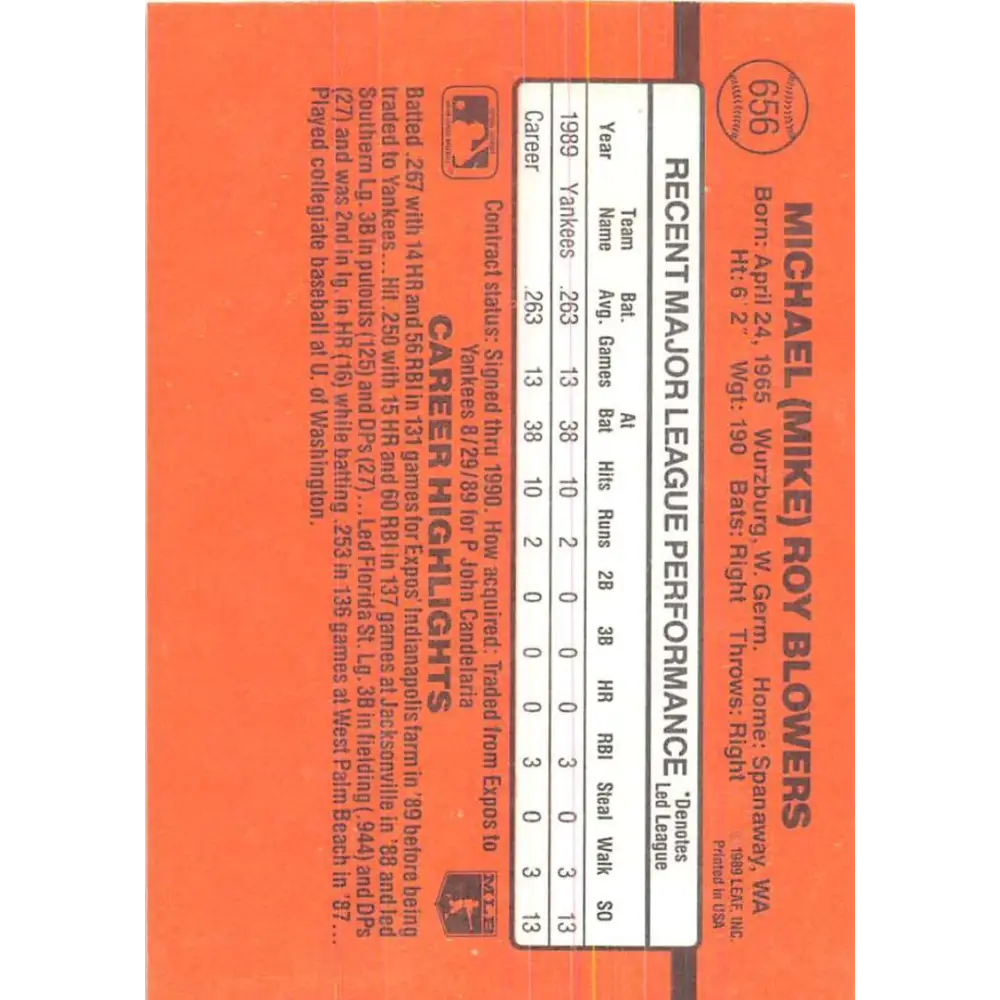 656
MICHAEL (MIKE) ROY BLOWERS
Born: April 24, 1965 Wurzburg, W. Germ. Home: Spanaway, WA
Ht: 6' 2" Wgt: 190 Bats: Right Throws: Right
1989 LEAF, INC.
Printed in USA
RECENT MAJOR LEAGUE PERFORMANCE *Denotes Led League
Year Team Name Bat. Avg. Games At Bat Hits Runs 2B 3B HR RBI Steal Walk SO
1989 Yankees .263 13 38 10 2 0 0 0 3 0 3 13
Career .263 13 38 10 2 0 0 0 3 0 3 13
Contract status: Signed thru 1990. How acquired: Traded from Expos to
Yankees 8/29/89 for P John Candelaria
MLB
CAREER HIGHLIGHTS
Batted .267 with 14 HR and 56 RBI in 131 games for Expos' Indianapolis farm in '89 before being
traded to Yankees... Hit .250 with 15 HR and 60 RBI in 137 games at Jacksonville in '88 and led
Southern Lg. 3B in putouts (125) and DPs (27)... Led Florida St. Lg. 3B in fielding (.944) and DPs
(27) and was 2nd in lg. in HR (16) while batting .253 in 136 games at West Palm Beach in '87...
Played collegiate baseball at U. of Washington.